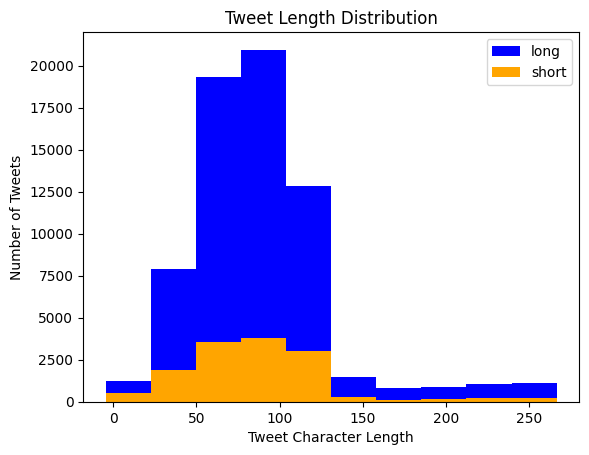 Tweet Length Distribution
long
short
Number of Tweets
20000
17500
15000
12500
10000
7500
5000
2500
0
0 50 100 150 200 250
Tweet Character Length